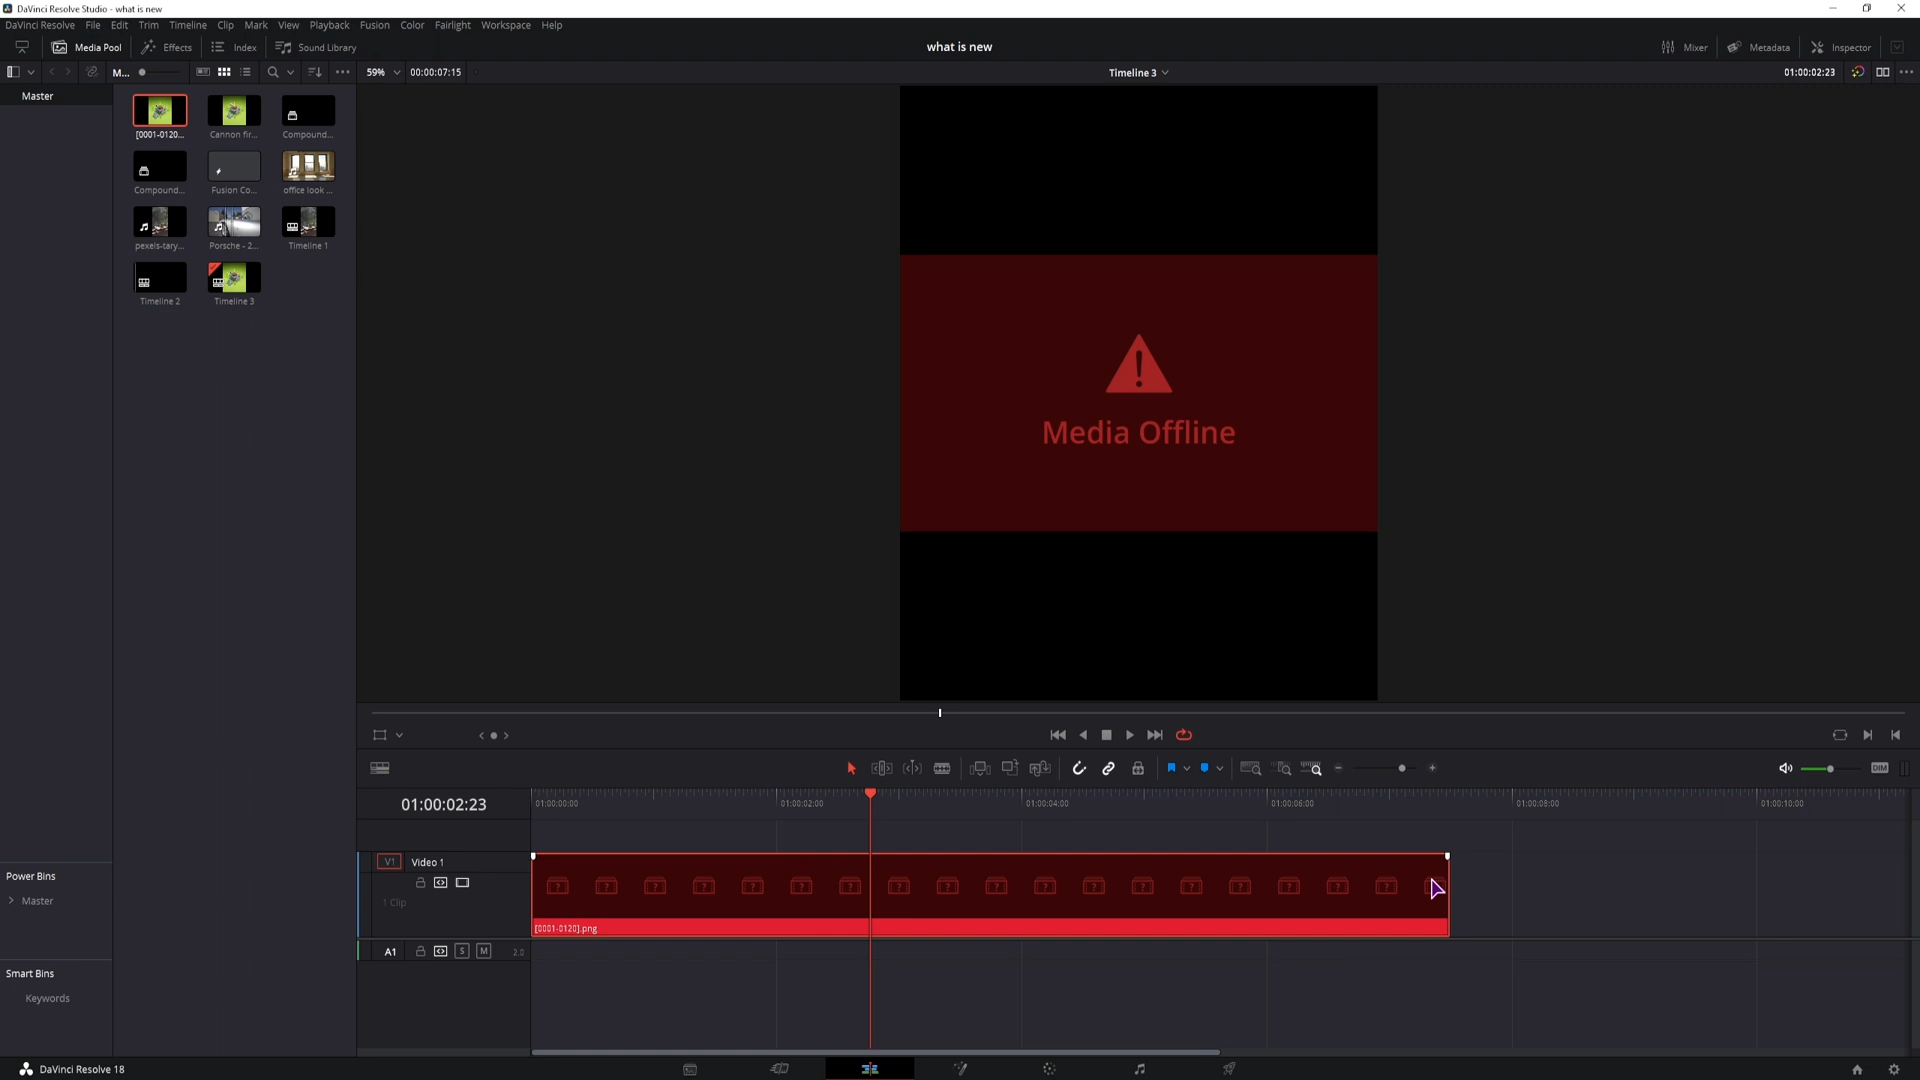 DaVinci Resolve Studio - what is new
DaVinci Resolve File Edit Trim Timeline Clip Mark View Playback Fusion Color Fairlight Workspace Help
Media Pool Effects Index Sound Library what is new Mixer Metadata Inspector
M... 59% 00:00:07:15 Timeline 3 01:00:02:23
Master
[0001-0120... Cannon fir... Compound...
Compound... Fusion Co... office look ...
pexels-tary... Porsche - 2... Timeline 1
Timeline 2 Timeline 3
Media Offline
DIM
01:00:02:23 01:00:00:00 01:00:02:00 01:00:04:00 01:00:06:00 01:00:08:00 01:00:10:00
V1 Video 1
1 Clip
[0001-0120].png
A1 S M 2.0
Power Bins
Master
Smart Bins
Keywords
DaVinci Resolve 18